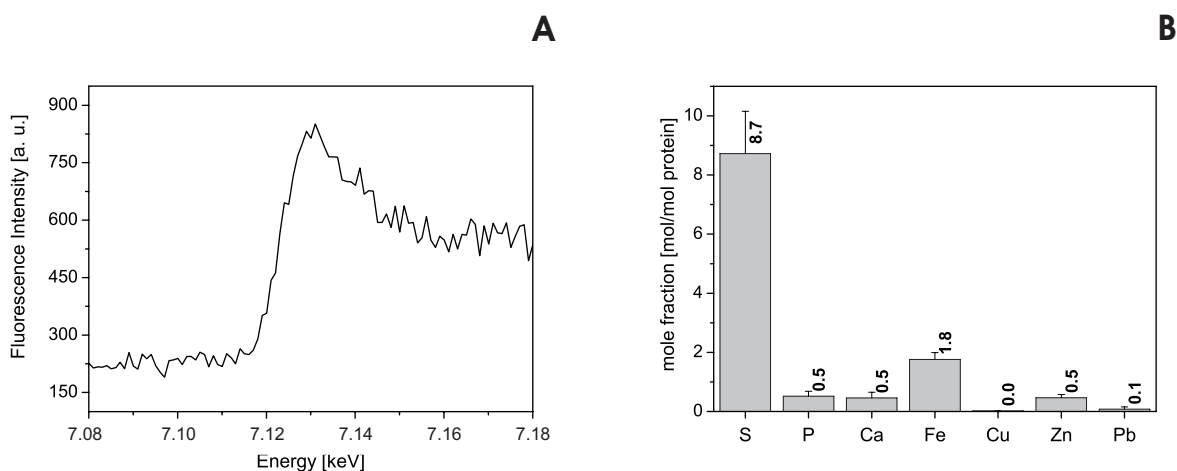 A
Fluorescence Intensity [a. u.]
900
750
600
450
300
150
7.08 7.10 7.12 7.14 7.16 7.18
Energy [keV]
B
mole fraction [mol/mol protein]
10
8
6
4
2
0
8.7
0.5
0.5
1.8
0.0
0.5
0.1
S P Ca Fe Cu Zn Pb